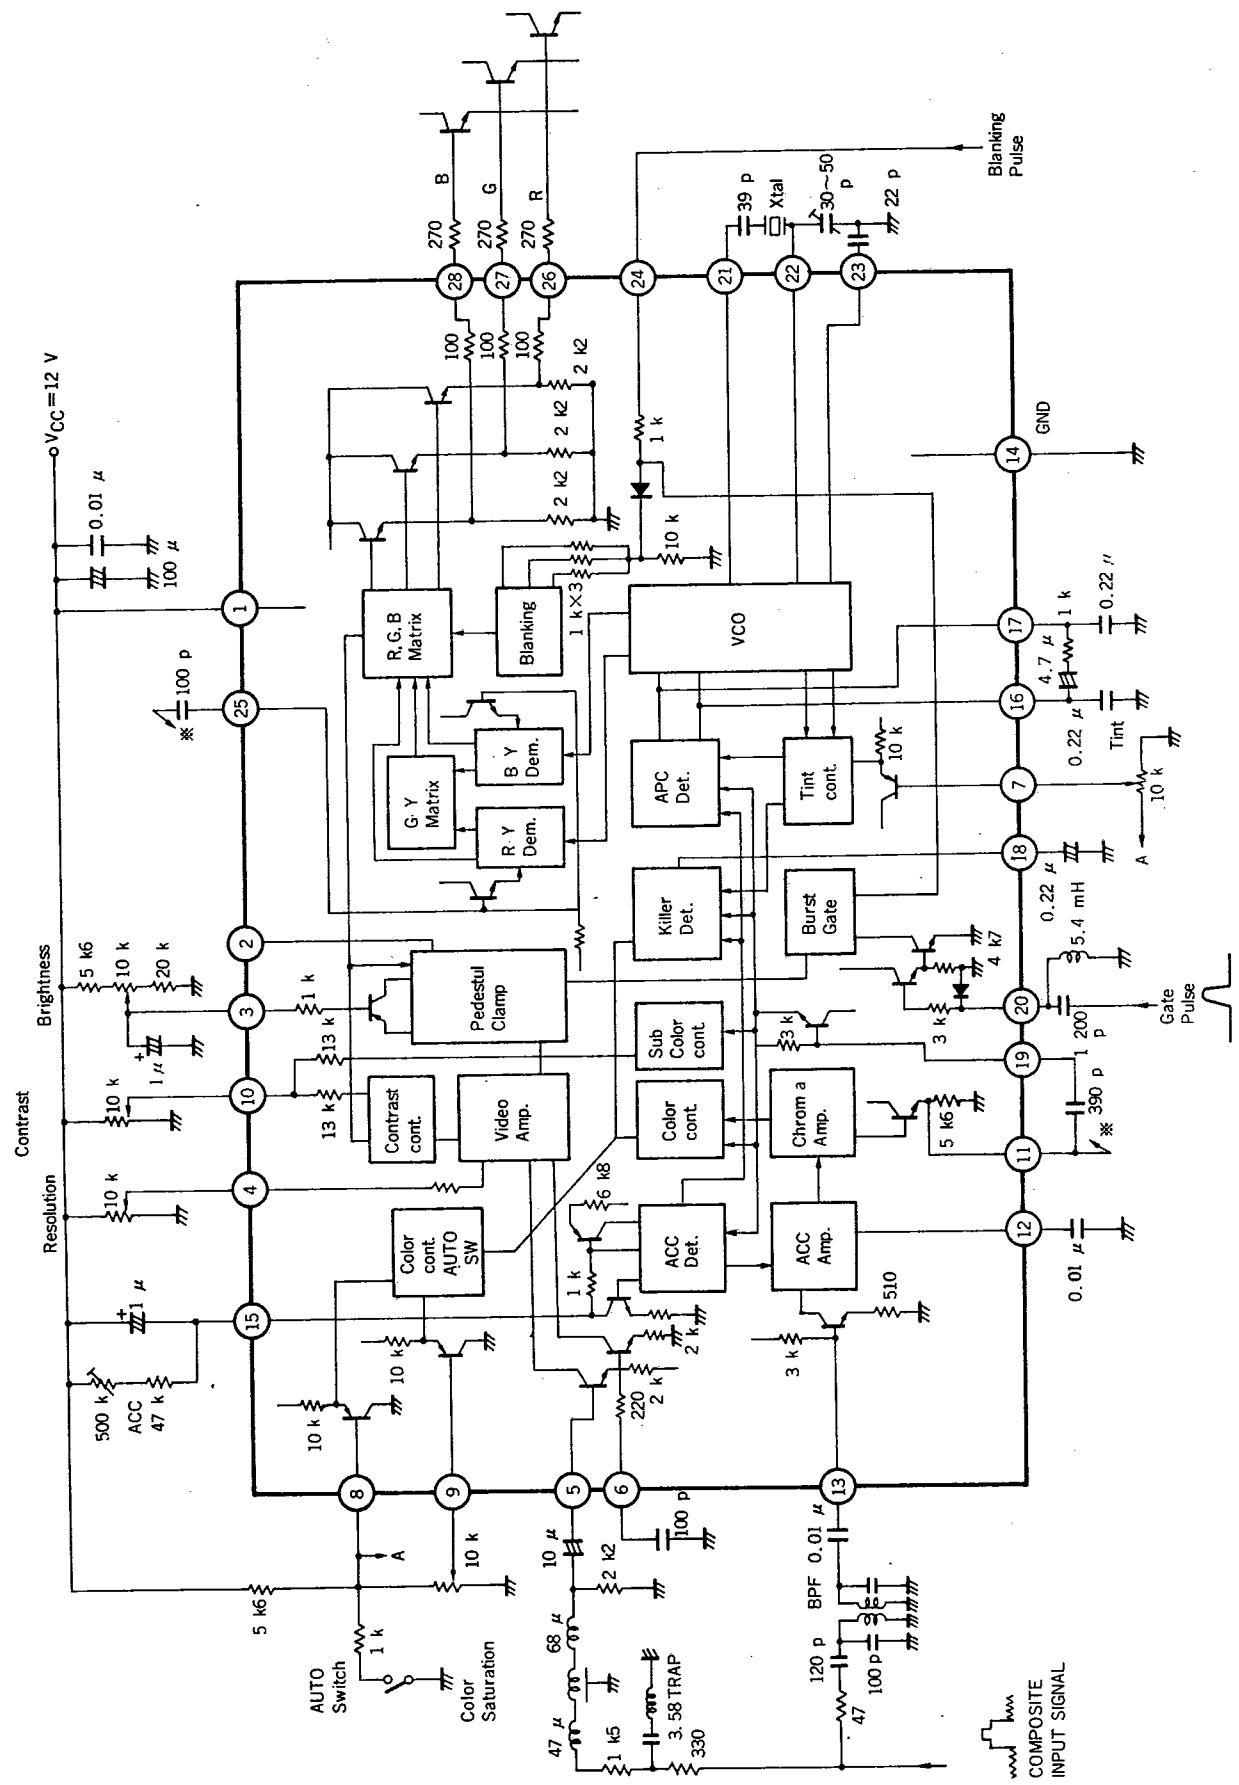 VCC=12 V
0.01 μ
100 μ
Brightness
5 k6
10 k
20 k
1 μ
+
Contrast
10 k
Resolution
10 k
1 μ
+
500 k
ACC
47 k
1
25
100 p
※
2
3
10
4
15
1 k
13 k
13 k
B
G
R
270
270
270
28
27
26
100
100
100
2 k2
2 k2
2 k2
24
Blanking
Pulse
21
22
23
39 p
Xtal
30~50
p
22 p
1 k
10 k
1 k×3
R, G, B
Matrix
Blanking
G·Y
Matrix
B Y
Dem.
R·Y
Dem.
VCO
APC
Det.
Tint
cont.
10 k
Killer
Det.
Burst
Gate
Pedestul
Clamp
Sub
Color
cont.
Contrast
cont.
Video
Amp.
Color
cont.
Chrom a
Amp.
Color
cont.
AUTO
SW
ACC
Det.
ACC
Amp.
6 k8
1 k
2 k
2 k
220
10 k
10 k
3 k
510
5 k6
3 k
3 k
4 k7
14
GND
17
16
7
18
20
19
11
12
1 k
0.22 μ
4.7 μ
0.22 μ
Tint
10 k
A
0.22 μ
5.4 mH
1 200
p
Gate
Pulse
390 p
※
0.01 μ
8
9
5
6
13
5 k6
A
10 k
1 k
AUTO
Switch
Color
Saturation
10 μ
100 p
2 k2
68 μ
47 μ
1 k5
3.58 TRAP
330
0.01 μ
BPF
120 p
100 p
47
COMPOSITE
INPUT SIGNAL